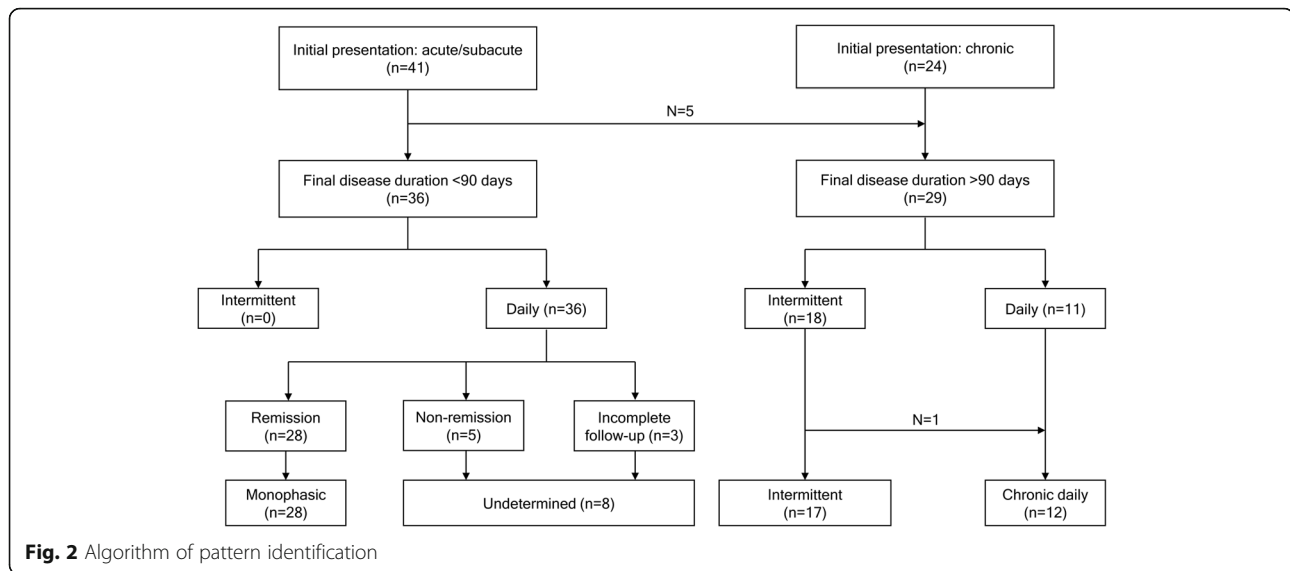 Initial presentation: acute/subacute
(n=41)
Initial presentation: chronic
(n=24)
N=5
Final disease duration <90 days
(n=36)
Final disease duration >90 days
(n=29)
Intermittent
(n=0)
Daily (n=36)
Intermittent
(n=18)
Daily (n=11)
Remission
(n=28)
Non-remission
(n=5)
Incomplete
follow-up (n=3)
N=1
Monophasic
(n=28)
Undetermined (n=8)
Intermittent
(n=17)
Chronic daily
(n=12)
Fig. 2 Algorithm of pattern identification